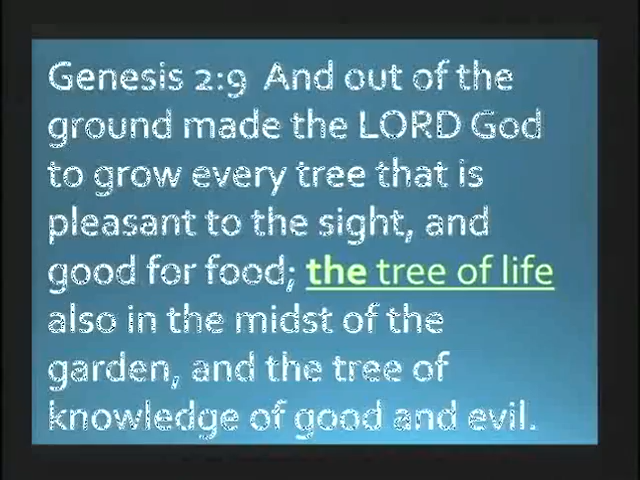 Genesis 2:9 And out of the
ground made the LORD God
to grow every tree that is
pleasant to the sight, and
good for food; the tree of life
also in the midst of the
garden, and the tree of
knowledge of good and evil.